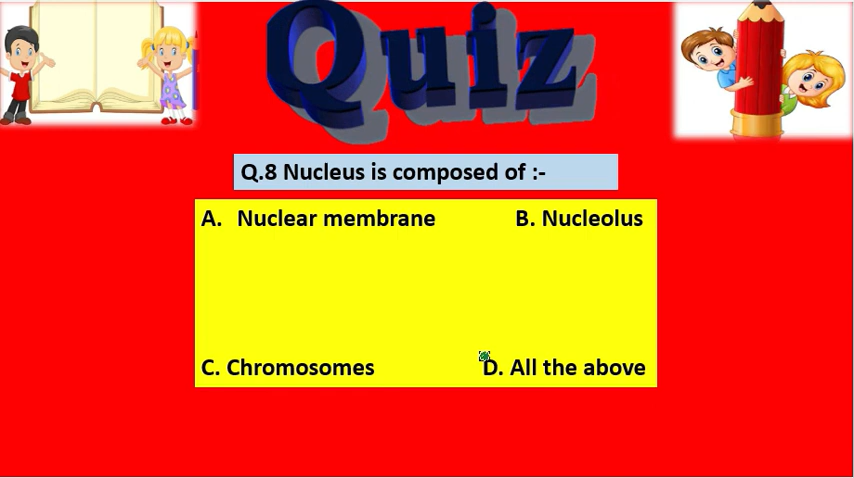 Quiz
Q.8 Nucleus is composed of :-
A. Nuclear membrane B. Nucleolus
C. Chromosomes D. All the above